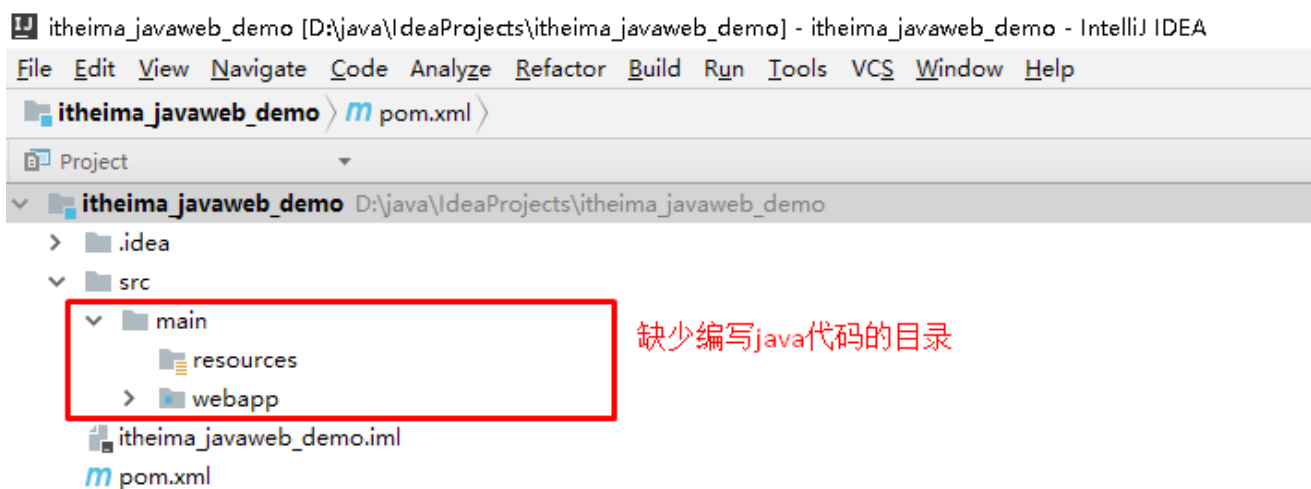 itheima_javaweb_demo [D:\java\IdeaProjects\itheima_javaweb_demo] - itheima_javaweb_demo - IntelliJ IDEA
File Edit View Navigate Code Analyze Refactor Build Run Tools VCS Window Help
itheima_javaweb_demo m pom.xml
Project
itheima_javaweb_demo D:\java\IdeaProjects\itheima_javaweb_demo
.idea
src
main
缺少编写java代码的目录
resources
webapp
itheima_javaweb_demo.iml
m pom.xml